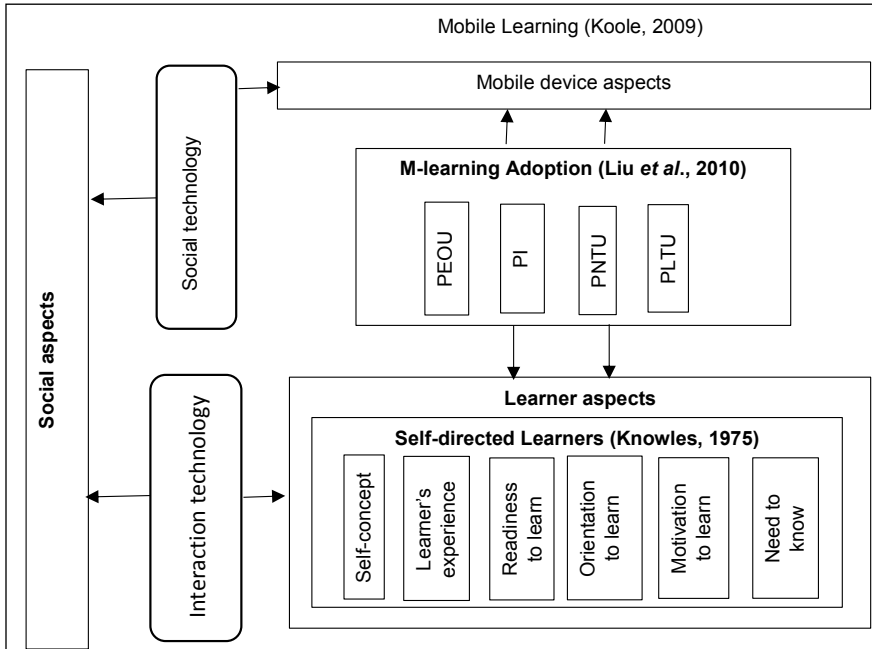 Mobile Learning (Koole, 2009)
Mobile device aspects
Social technology
M-learning Adoption (Liu et al., 2010)
PEOU
PI
PNTU
PLTU
Social aspects
Interaction technology
Learner aspects
Self-directed Learners (Knowles, 1975)
Self-concept
Learner’s
experience
Readiness
to learn
Orientation
to learn
Motivation
to learn
Need to
know